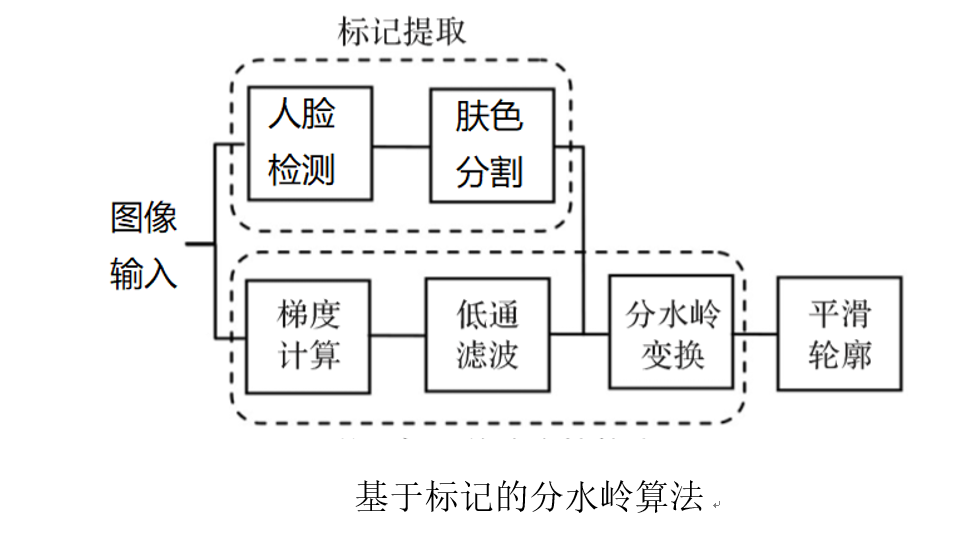 标记提取
人脸
检测
肤色
分割
图像
输入
梯度
计算
低通
滤波
分水岭
变换
平滑
轮廓
基于标记的分水岭算法